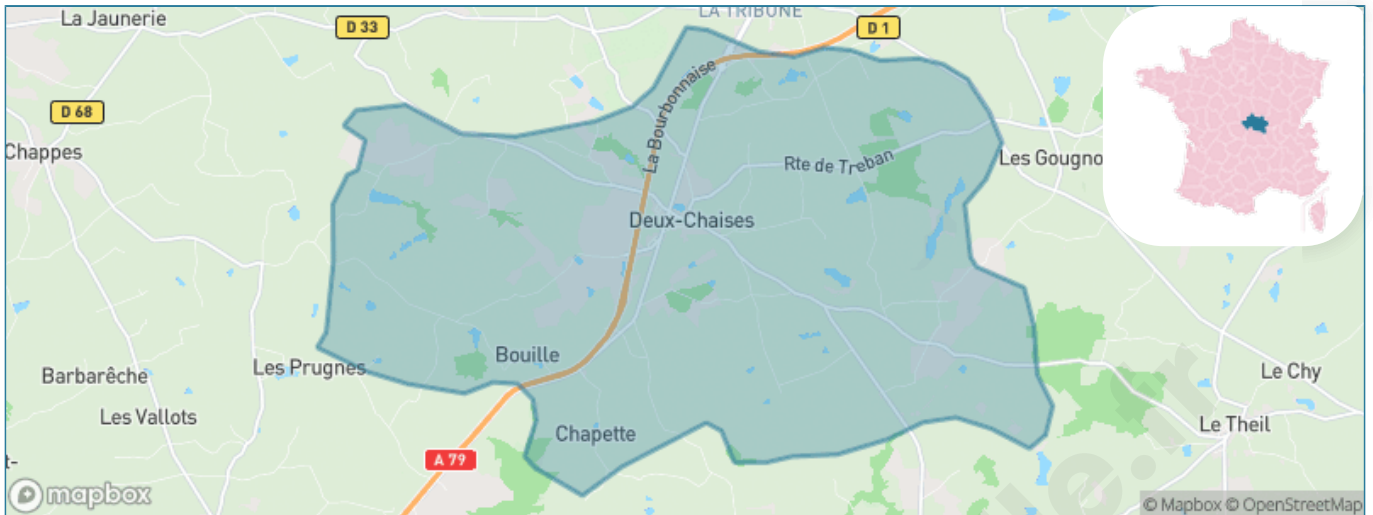 La Jaunerie
D 33
LA TRIBUNE
D 1
D 68
Chappes
La Bourbonnaise
Rte de Treban
Les Gougno
Deux-Chaises
Bouille
Les Prugnes
Barbarêche
Les Vallots
Le Chy
Le Theil
Chapette
A 79
t-
mapbox
© Mapbox © OpenStreetMap